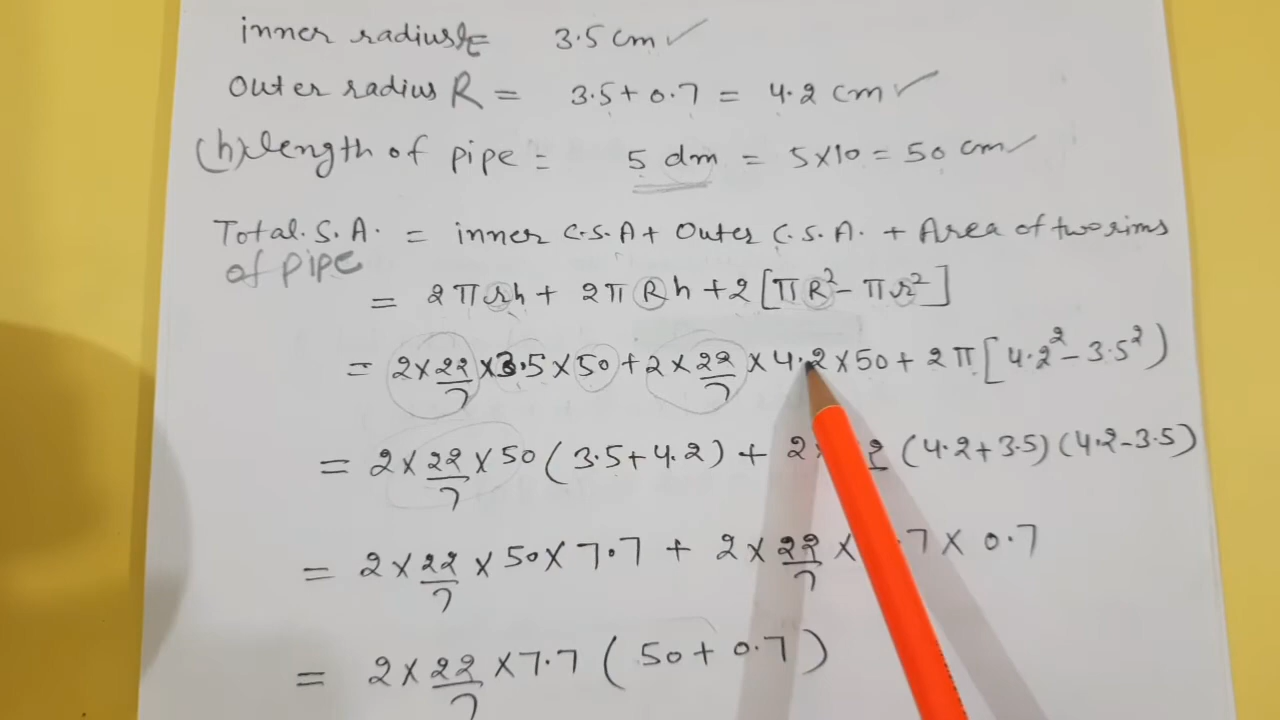 inner radius r = 3.5 cm ✓
Outer radius R = 3.5 + 0.7 = 4.2 cm ✓
(h) length of pipe = 5 dm = 5×10 = 50 cm ✓
Total. S. A. = inner C.S.A + Outer C.S.A. + Area of two rims
of pipe
= 2πrh + 2πRh + 2[πR² - πr²]
= 2×22/7×3.5×50 + 2×22/7×4.2×50 + 2π[4.2² - 3.5²)
= 2×22/7×50(3.5+4.2) + 2 (4.2+3.5)(4.2-3.5)
= 2×22/7×50×7.7 + 2×22/7× .7×0.7
= 2×22/7×7.7(50+0.7)